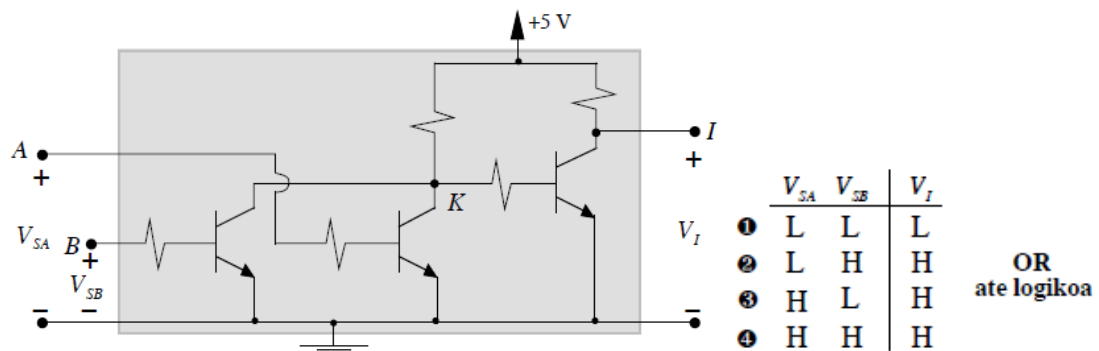 +5 V
I
A
+
+
K
V_SA B
+
V_SB
V_I
− − −
V_SA V_SB V_I
❶ L L L
❷ L H H
❸ H L H
❹ H H H
OR
ate logikoa